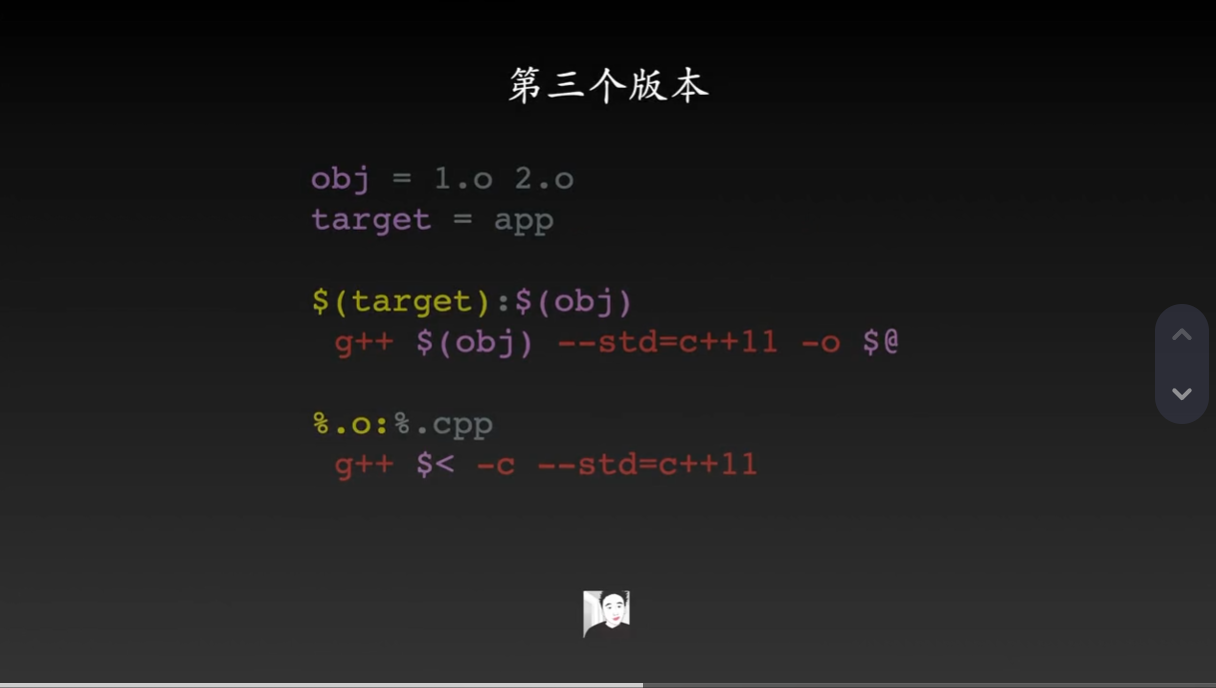 第三个版本
obj = 1.o 2.o
target = app
$(target):$(obj)
g++ $(obj) --std=c++11 -o $@
%.o:%.cpp
g++ $< -c --std=c++11